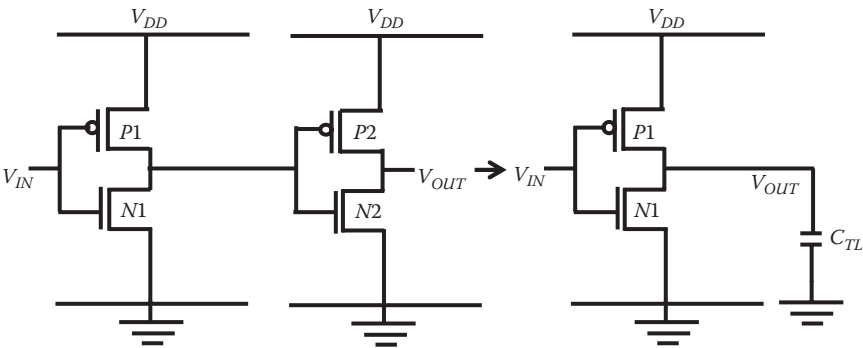 V_DD
V_DD
V_DD
P1
P2
P1
V_IN
V_OUT
V_IN
V_OUT
N1
N2
N1
C_TL